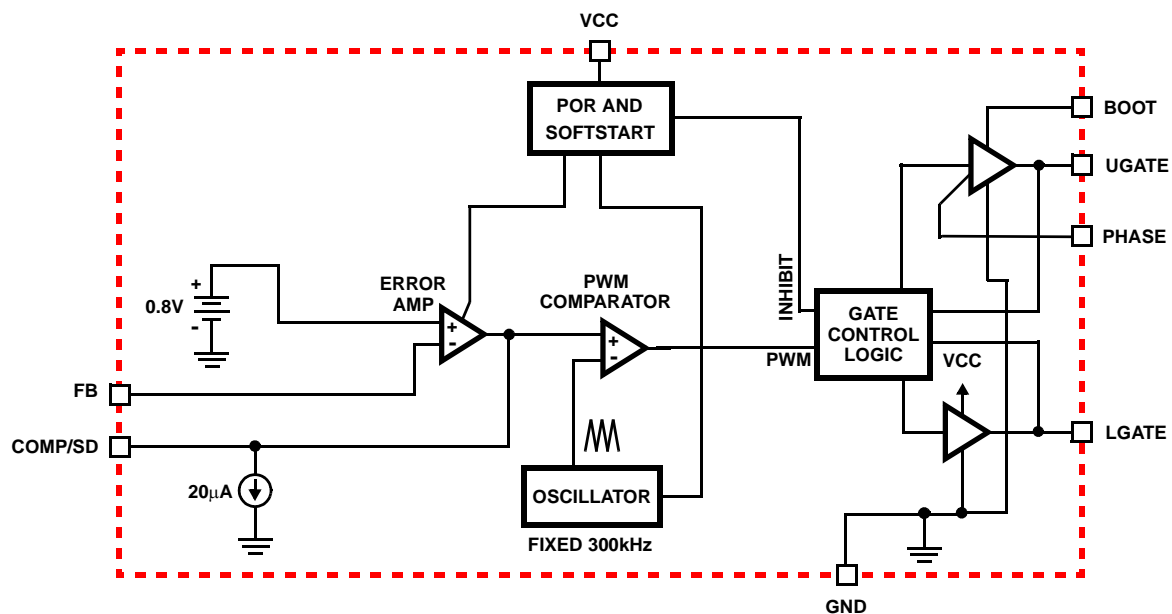 VCC
POR AND
SOFTSTART
BOOT
UGATE
PHASE
INHIBIT
+
0.8V
-
ERROR
AMP
+
-
PWM
COMPARATOR
+
-
PWM
GATE
CONTROL
LOGIC
VCC
FB
COMP/SD
LGATE
20µA
OSCILLATOR
FIXED 300kHz
GND